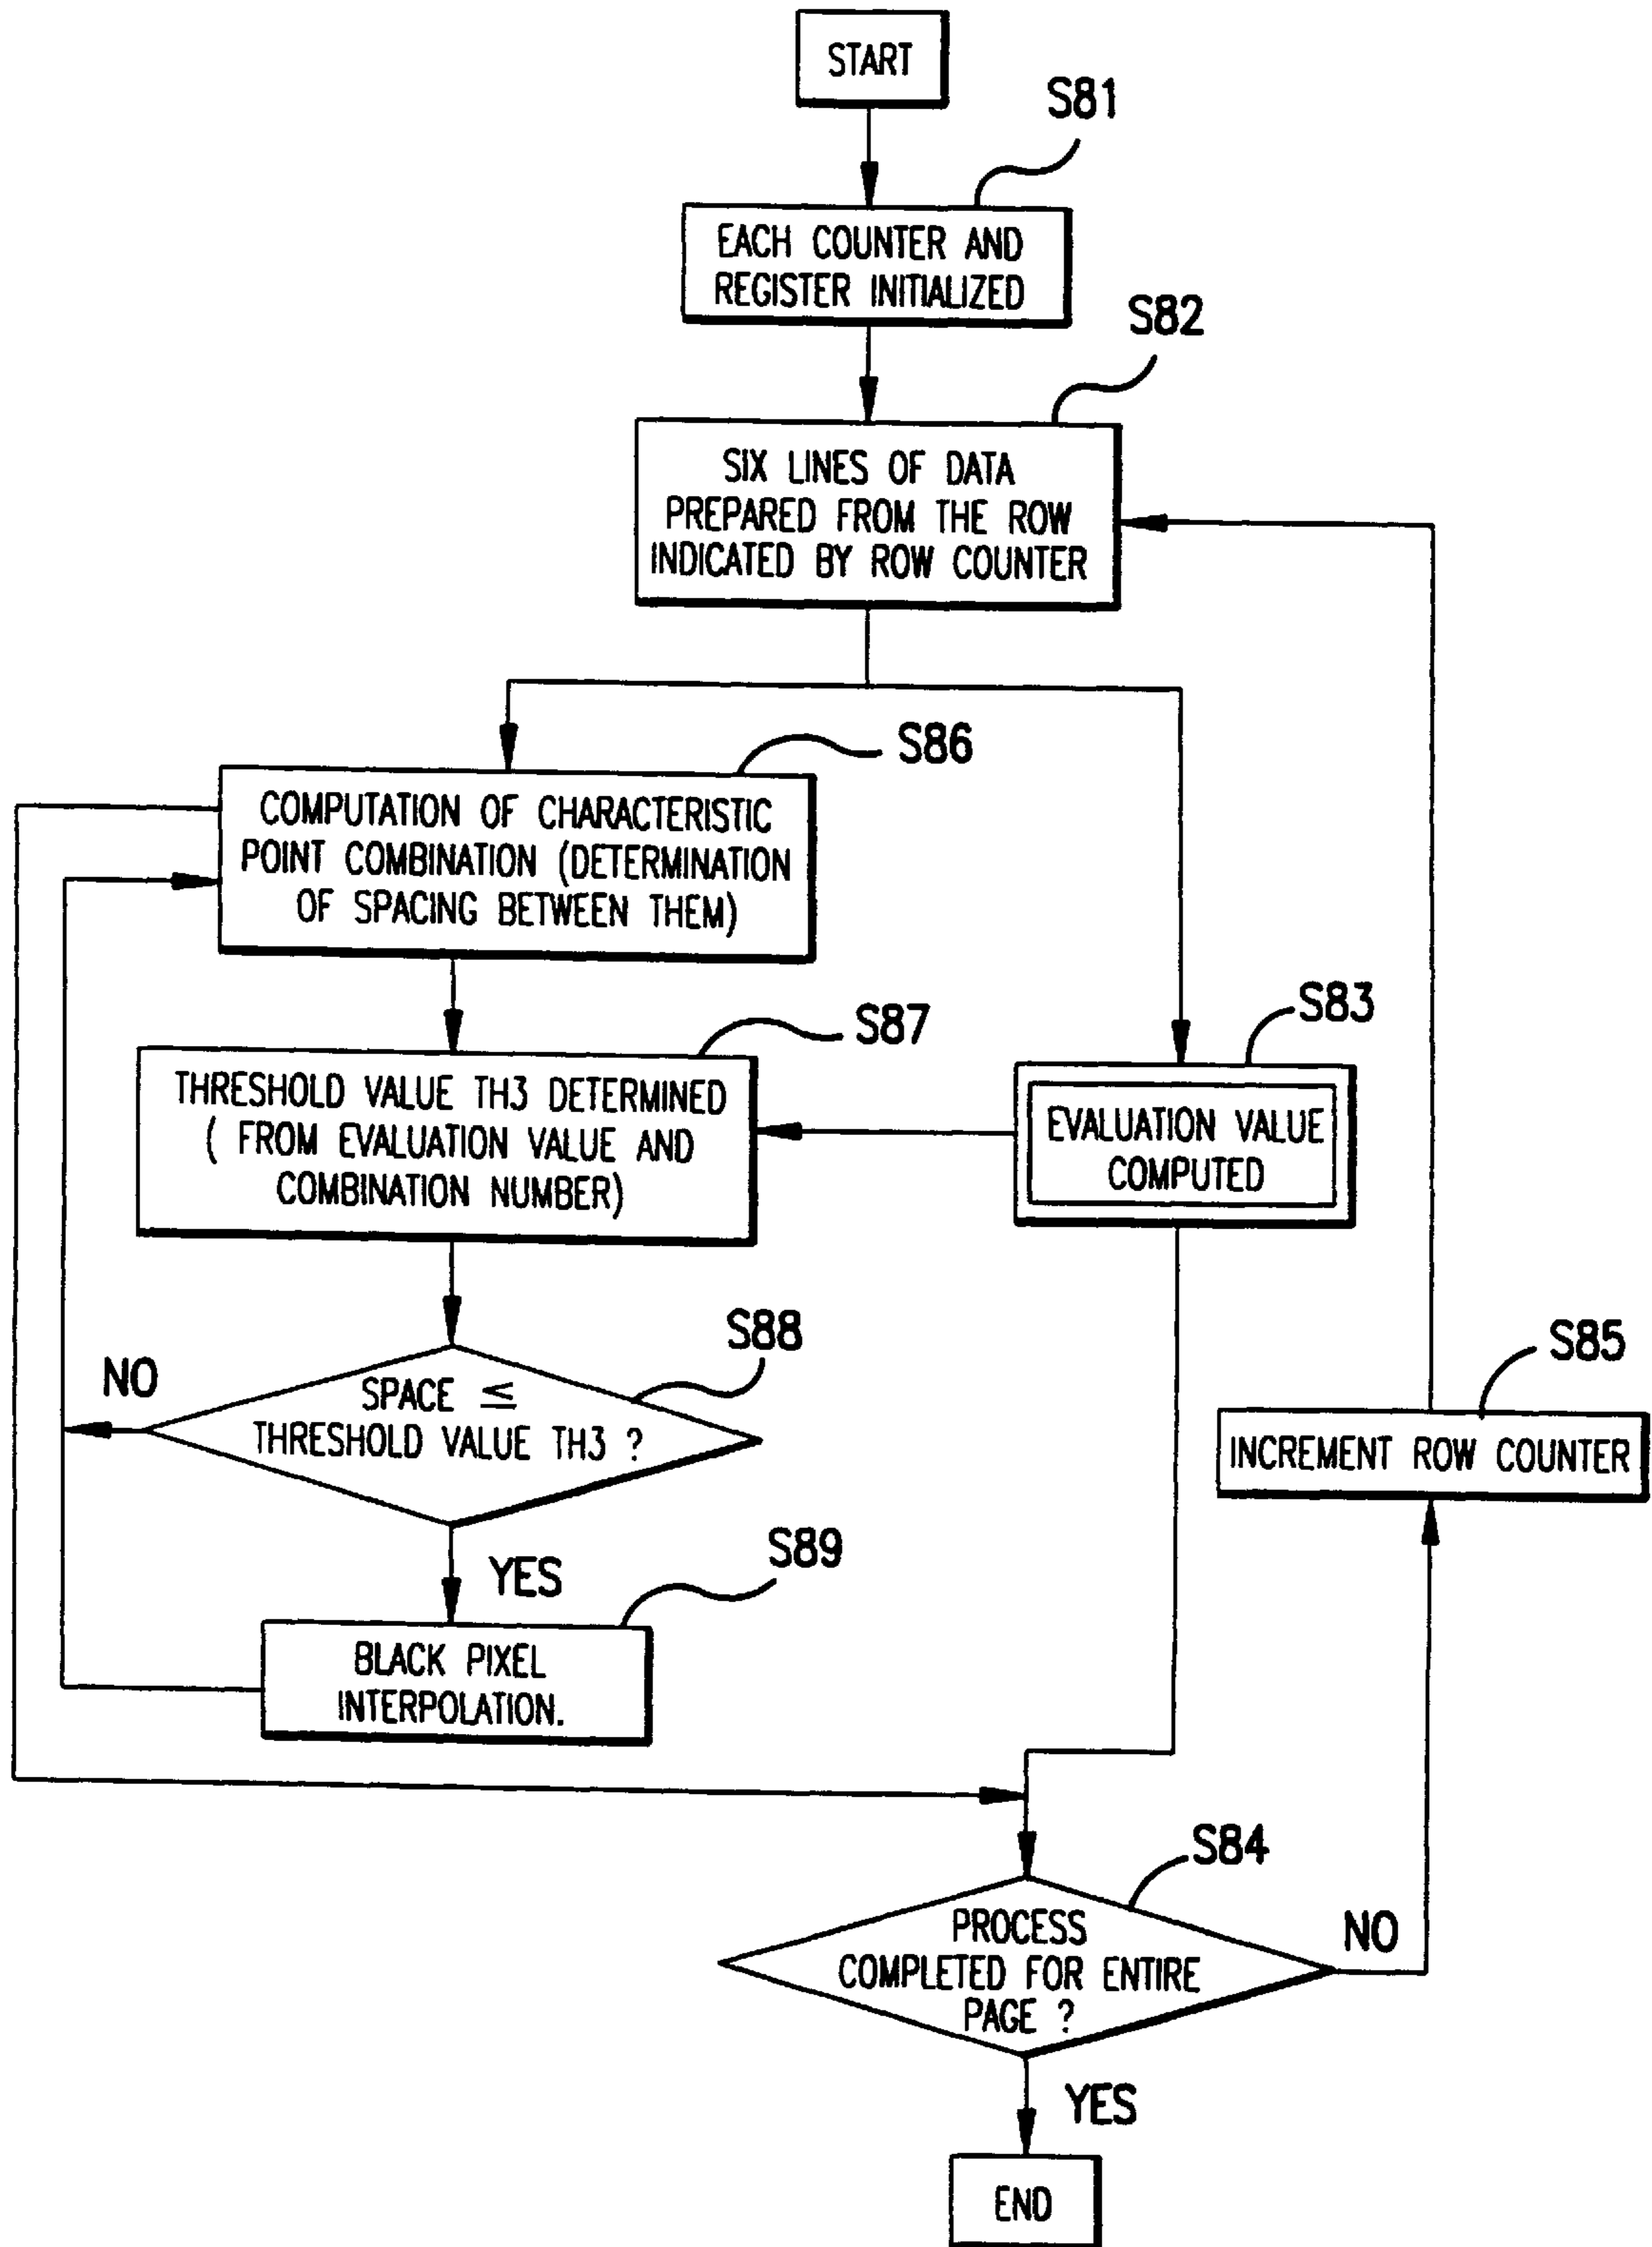 START
S81
EACH COUNTER AND
REGISTER INITIALIZED
S82
SIX LINES OF DATA
PREPARED FROM THE ROW
INDICATED BY ROW COUNTER
S86
COMPUTATION OF CHARACTERISTIC
POINT COMBINATION (DETERMINATION
OF SPACING BETWEEN THEM)
S87
THRESHOLD VALUE TH3 DETERMINED
( FROM EVALUATION VALUE AND
COMBINATION NUMBER)
S83
EVALUATION VALUE
COMPUTED
S88
NO
SPACE ≤
THRESHOLD VALUE TH3 ?
S85
INCREMENT ROW COUNTER
YES
S89
BLACK PIXEL
INTERPOLATION.
S84
PROCESS
COMPLETED FOR ENTIRE
PAGE ?
NO
YES
END